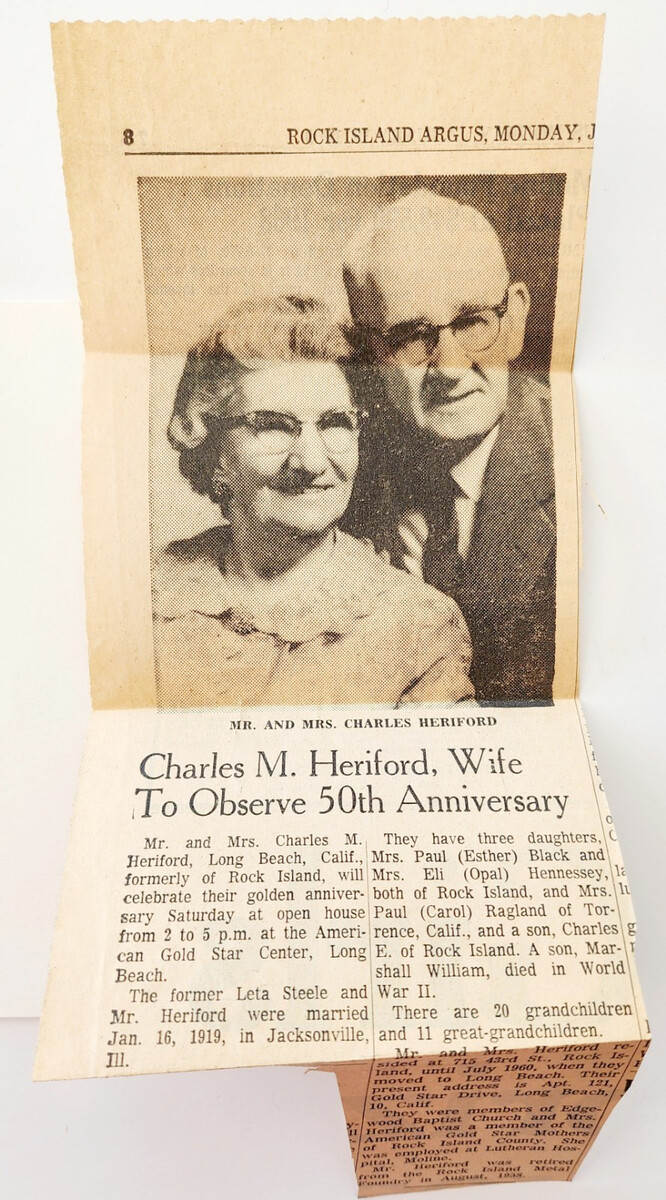 8
ROCK ISLAND ARGUS, MONDAY, J
MR. AND MRS. CHARLES HERIFORD
Charles M. Heriford, Wife
To Observe 50th Anniversary
Mr. and Mrs. Charles M.
Heriford, Long Beach, Calif.,
formerly of Rock Island, will
celebrate their golden anniver-
sary Saturday at open house
from 2 to 5 p.m. at the Ameri-
can Gold Star Center, Long
Beach.
The former Leta Steele and
Mr. Heriford were married
Jan. 16, 1919, in Jacksonville,
Ill.
They have three daughters,
Mrs. Paul (Esther) Black and
Mrs. Eli (Opal) Hennessey,
both of Rock Island, and Mrs.
Paul (Carol) Ragland of Tor-
rence, Calif., and a son, Charles
E. of Rock Island. A son, Mar-
shall William, died in World
War II.
There are 20 grandchildren
and 11 great-grandchildren.
Mr. and Mrs. Heriford re-
sided at 715 43rd St., Rock Is-
land, until July 1960, when they
moved to Long Beach. Their
present address is Apt. 121,
Gold Star Drive, Long Beach,
10, Calif.
They were members of Edge-
wood Baptist Church and Mrs.
Heriford was a member of the
American Gold Star Mothers
of Rock Island County. She
was employed at Lutheran Hos-
pital, Moline.
Mr. Heriford was retired
from the Rock Island Metal
Foundry in August, 1958.